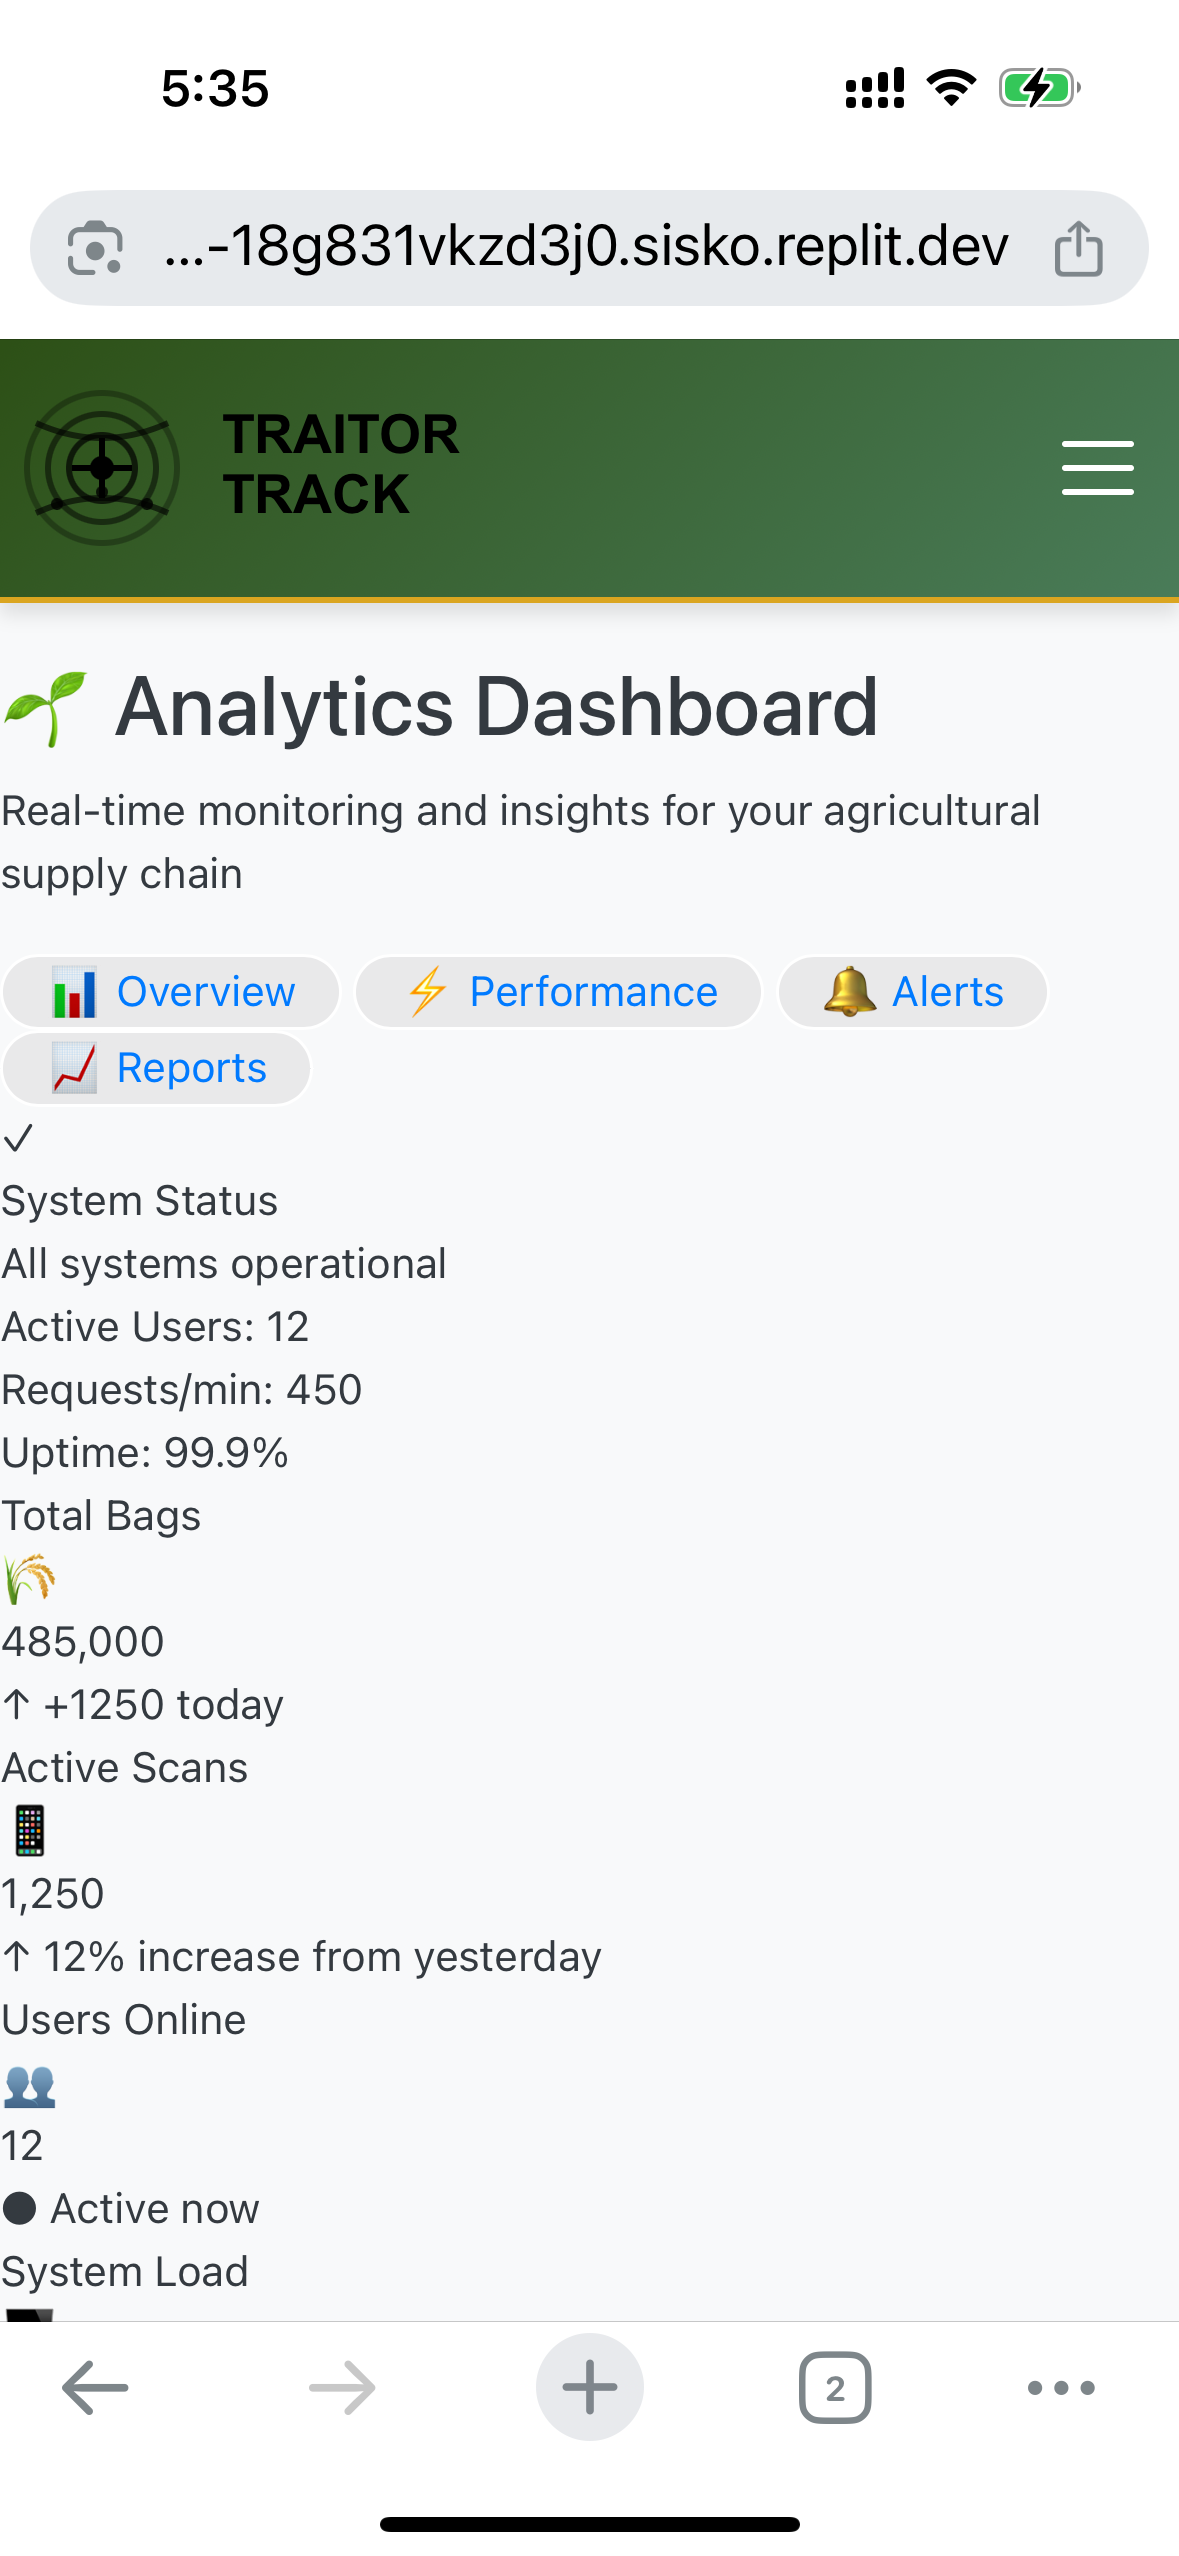 5:35
...-18g831vkzd3j0.sisko.replit.dev
TRAITOR
TRACK
🌱 Analytics Dashboard
Real-time monitoring and insights for your agricultural
supply chain
📊 Overview ⚡ Performance 🔔 Alerts
📈 Reports
✓
System Status
All systems operational
Active Users: 12
Requests/min: 450
Uptime: 99.9%
Total Bags
🌾
485,000
↑ +1250 today
Active Scans
📱
1,250
↑ 12% increase from yesterday
Users Online
👥
12
● Active now
System Load
2